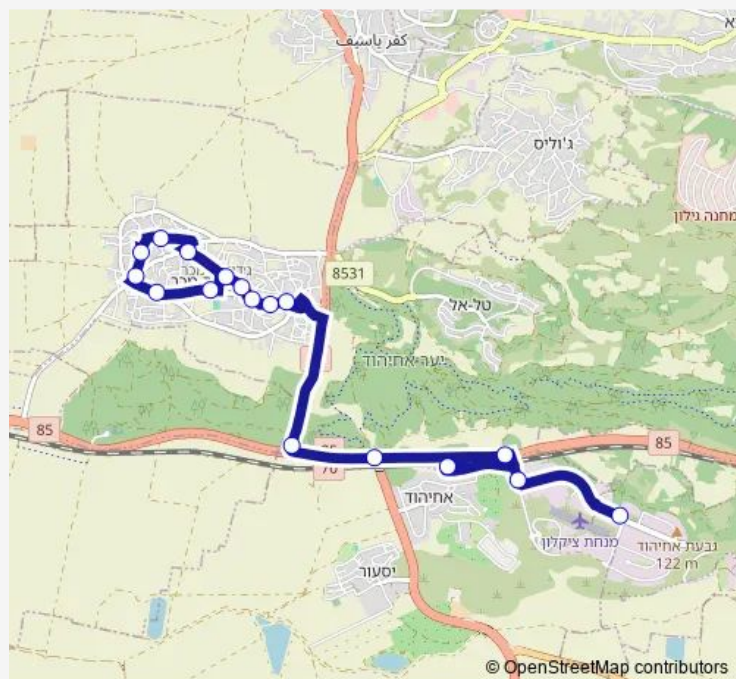 כפר יאסיף
ג'וליס
מחנה גילון
8531
טל-אל
יער אחיהוד
85
85
70
אחיהוד
מנחת ציקלון
גבעת אחיהוד
122 m
יסעור
© OpenStreetMap contributors